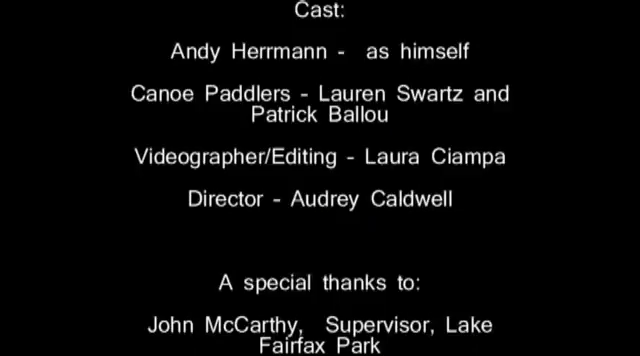 Cast:
Andy Herrmann - as himself
Canoe Paddlers - Lauren Swartz and
Patrick Ballou
Videographer/Editing - Laura Ciampa
Director - Audrey Caldwell
A special thanks to:
John McCarthy, Supervisor, Lake
Fairfax Park